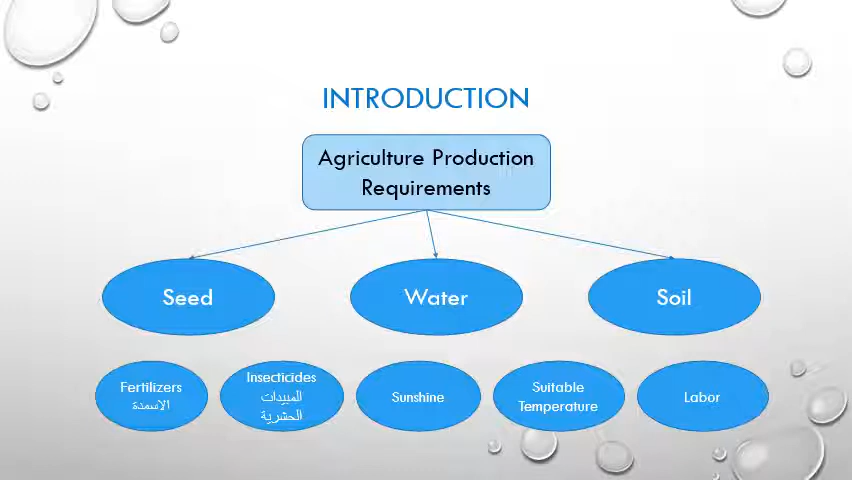 INTRODUCTION
Agriculture Production
Requirements
Seed
Water
Soil
Fertilizers
الاسمدة
Insecticides
المبيدات
الحشرية
Sunshine
Suitable
Temperature
Labor